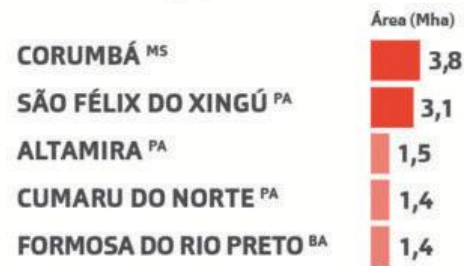 Área (Mha)
CORUMBÁ MS 3,8
SÃO FÉLIX DO XINGÚ PA 3,1
ALTAMIRA PA 1,5
CUMARU DO NORTE PA 1,4
FORMOSA DO RIO PRETO BA 1,4